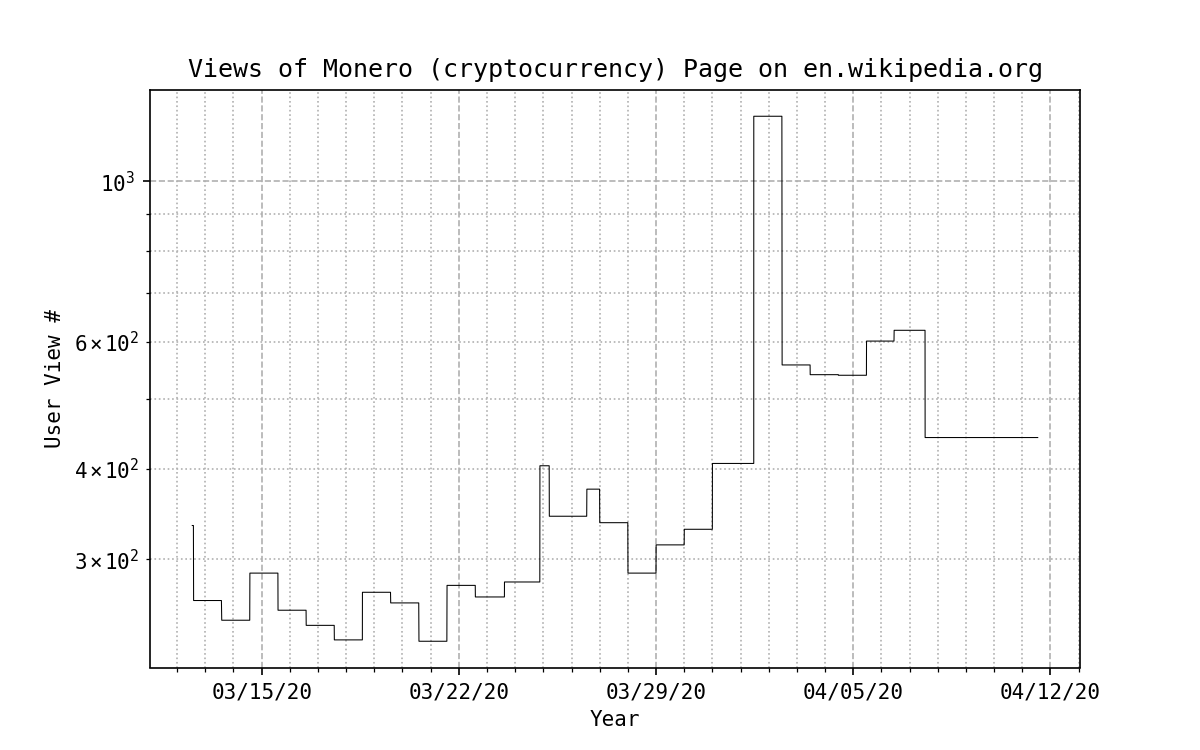 Views of Monero (cryptocurrency) Page on en.wikipedia.org
10³
6×10²
4×10²
3×10²
User View #
03/15/20 03/22/20 03/29/20 04/05/20 04/12/20
Year